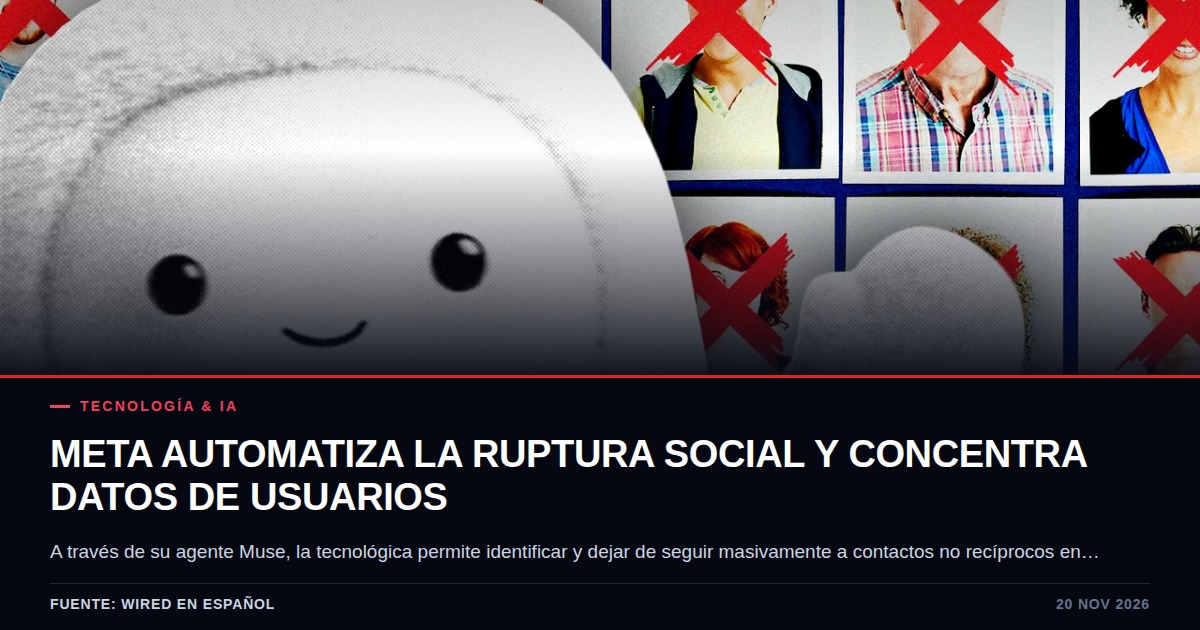 TECNOLOGÍA & IA
META AUTOMATIZA LA RUPTURA SOCIAL Y CONCENTRA
DATOS DE USUARIOS
A través de su agente Muse, la tecnológica permite identificar y dejar de seguir masivamente a contactos no recíprocos en…
FUENTE: WIRED EN ESPAÑOL
20 NOV 2026